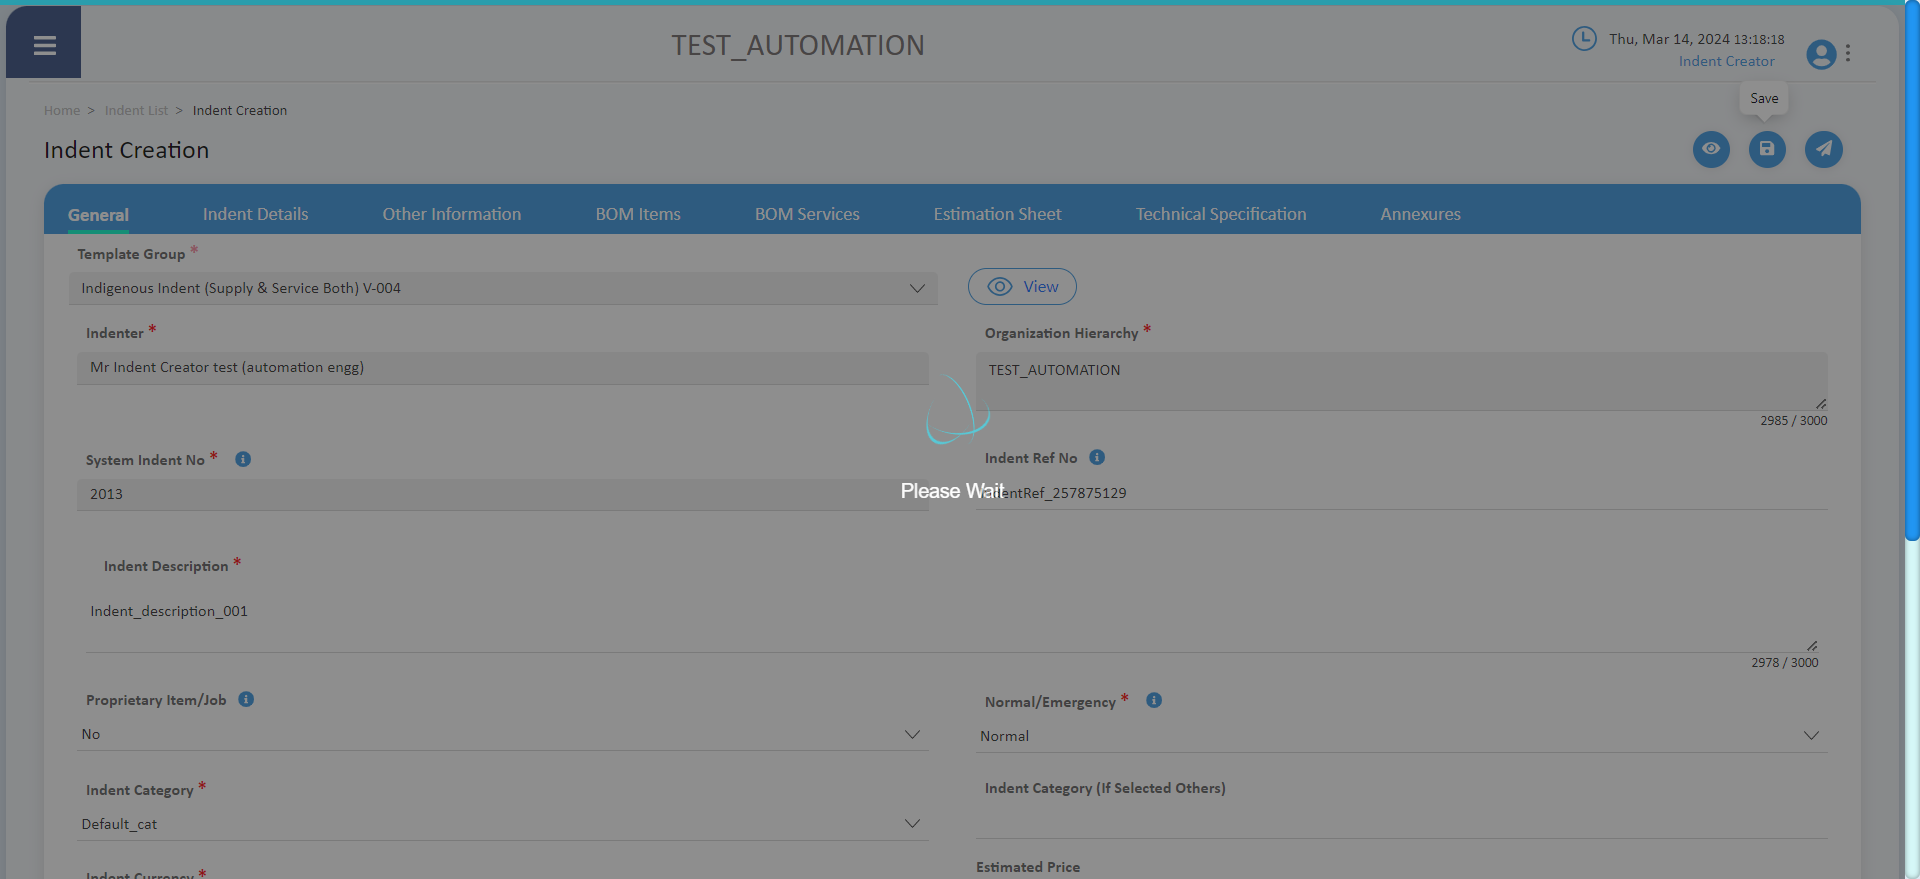 TEST_AUTOMATION
Thu, Mar 14, 2024 13:18:18
Indent Creator
Home > Indent List > Indent Creation
Save
Indent Creation
General Indent Details Other Information BOM Items BOM Services Estimation Sheet Technical Specification Annexures
Template Group *
Indigenous Indent (Supply & Service Both) V-004
View
Indenter *
Organization Hierarchy *
Mr Indent Creator test (automation engg)
TEST_AUTOMATION
2985 / 3000
System Indent No *
Indent Ref No
2013
Please Wait
entRef_257875129
Indent Description *
Indent_description_001
2978 / 3000
Proprietary Item/Job
Normal/Emergency *
No
Normal
Indent Category *
Indent Category (If Selected Others)
Default_cat
Estimated Price
Indent Currency *